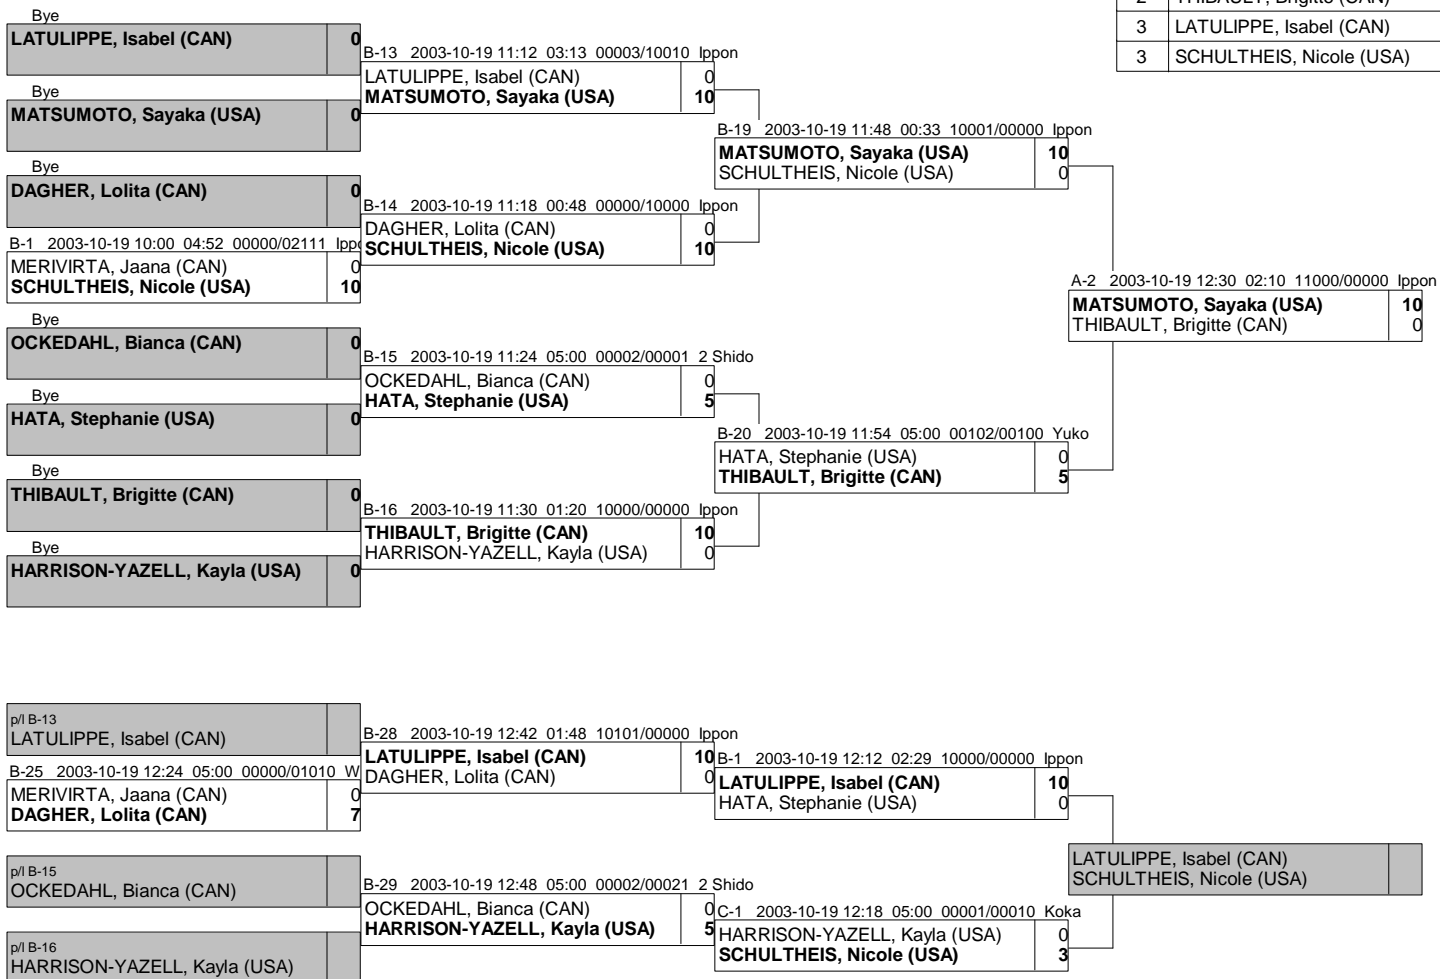 2 THIBAULT, Brigitte (CAN)
3 LATULIPPE, Isabel (CAN)
3 SCHULTHEIS, Nicole (USA)
Bye
LATULIPPE, Isabel (CAN) 0
Bye
MATSUMOTO, Sayaka (USA) 0
Bye
DAGHER, Lolita (CAN) 0
B-1 2003-10-19 10:00 04:52 00000/02111 Ippo
MERIVIRTA, Jaana (CAN) 0
SCHULTHEIS, Nicole (USA) 10
Bye
OCKEDAHL, Bianca (CAN) 0
Bye
HATA, Stephanie (USA) 0
Bye
THIBAULT, Brigitte (CAN) 0
Bye
HARRISON-YAZELL, Kayla (USA) 0
B-13 2003-10-19 11:12 03:13 00003/10010 Ippon
LATULIPPE, Isabel (CAN) 0
MATSUMOTO, Sayaka (USA) 10
B-14 2003-10-19 11:18 00:48 00000/10000 Ippon
DAGHER, Lolita (CAN) 0
SCHULTHEIS, Nicole (USA) 10
B-15 2003-10-19 11:24 05:00 00002/00001 2 Shido
OCKEDAHL, Bianca (CAN) 0
HATA, Stephanie (USA) 5
B-16 2003-10-19 11:30 01:20 10000/00000 Ippon
THIBAULT, Brigitte (CAN) 10
HARRISON-YAZELL, Kayla (USA) 0
B-19 2003-10-19 11:48 00:33 10001/00000 Ippon
MATSUMOTO, Sayaka (USA) 10
SCHULTHEIS, Nicole (USA) 0
B-20 2003-10-19 11:54 05:00 00102/00100 Yuko
HATA, Stephanie (USA) 0
THIBAULT, Brigitte (CAN) 5
A-2 2003-10-19 12:30 02:10 11000/00000 Ippon
MATSUMOTO, Sayaka (USA) 10
THIBAULT, Brigitte (CAN) 0
p/l B-13
LATULIPPE, Isabel (CAN)
B-25 2003-10-19 12:24 05:00 00000/01010 W
MERIVIRTA, Jaana (CAN) 0
DAGHER, Lolita (CAN) 7
p/l B-15
OCKEDAHL, Bianca (CAN)
p/l B-16
HARRISON-YAZELL, Kayla (USA)
B-28 2003-10-19 12:42 01:48 10101/00000 Ippon
LATULIPPE, Isabel (CAN) 10
DAGHER, Lolita (CAN) 0
B-29 2003-10-19 12:48 05:00 00002/00021 2 Shido
OCKEDAHL, Bianca (CAN) 0
HARRISON-YAZELL, Kayla (USA) 5
B-1 2003-10-19 12:12 02:29 10000/00000 Ippon
LATULIPPE, Isabel (CAN) 10
HATA, Stephanie (USA) 0
C-1 2003-10-19 12:18 05:00 00001/00010 Koka
HARRISON-YAZELL, Kayla (USA) 0
SCHULTHEIS, Nicole (USA) 3
LATULIPPE, Isabel (CAN)
SCHULTHEIS, Nicole (USA)